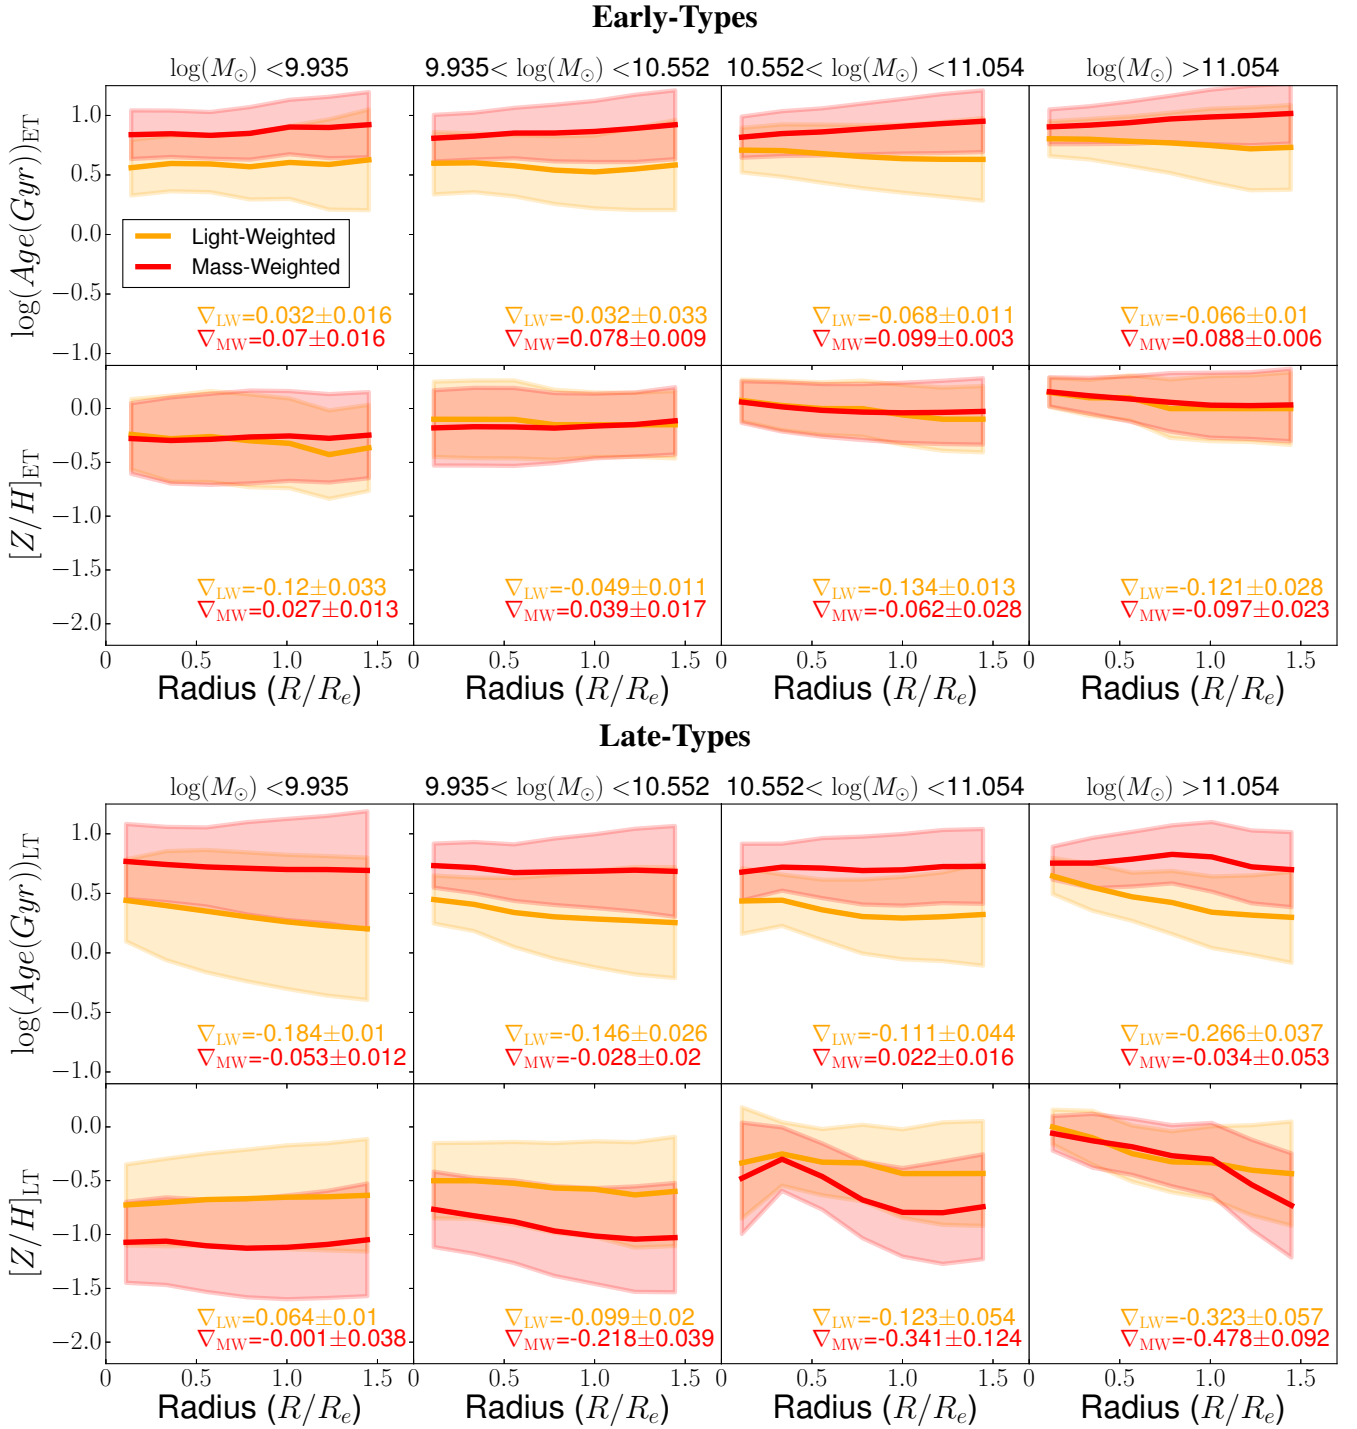 Early-Types
log(M⊙) <9.935
9.935< log(M⊙) <10.552
10.552< log(M⊙) <11.054
log(M⊙) >11.054
log(Age(Gyr))ET
1.0
0.5
0.0
−0.5
−1.0
Light-Weighted
Mass-Weighted
∇LW=0.032±0.016
∇MW=0.07±0.016
∇LW=-0.032±0.033
∇MW=0.078±0.009
∇LW=-0.068±0.011
∇MW=0.099±0.003
∇LW=-0.066±0.01
∇MW=0.088±0.006
[Z/H]ET
0.0
−0.5
−1.0
−1.5
−2.0
∇LW=-0.12±0.033
∇MW=0.027±0.013
∇LW=-0.049±0.011
∇MW=0.039±0.017
∇LW=-0.134±0.013
∇MW=-0.062±0.028
∇LW=-0.121±0.028
∇MW=-0.097±0.023
0 0.5 1.0 1.5 0 0.5 1.0 1.5 0 0.5 1.0 1.5 0 0.5 1.0 1.5
Radius (R/Re)
Radius (R/Re)
Radius (R/Re)
Radius (R/Re)
Late-Types
log(M⊙) <9.935
9.935< log(M⊙) <10.552
10.552< log(M⊙) <11.054
log(M⊙) >11.054
log(Age(Gyr))LT
1.0
0.5
0.0
−0.5
−1.0
∇LW=-0.184±0.01
∇MW=-0.053±0.012
∇LW=-0.146±0.026
∇MW=-0.028±0.02
∇LW=-0.111±0.044
∇MW=0.022±0.016
∇LW=-0.266±0.037
∇MW=-0.034±0.053
[Z/H]LT
0.0
−0.5
−1.0
−1.5
−2.0
∇LW=0.064±0.01
∇MW=-0.001±0.038
∇LW=-0.099±0.02
∇MW=-0.218±0.039
∇LW=-0.123±0.054
∇MW=-0.341±0.124
∇LW=-0.323±0.057
∇MW=-0.478±0.092
0 0.5 1.0 1.5 0 0.5 1.0 1.5 0 0.5 1.0 1.5 0 0.5 1.0 1.5
Radius (R/Re)
Radius (R/Re)
Radius (R/Re)
Radius (R/Re)